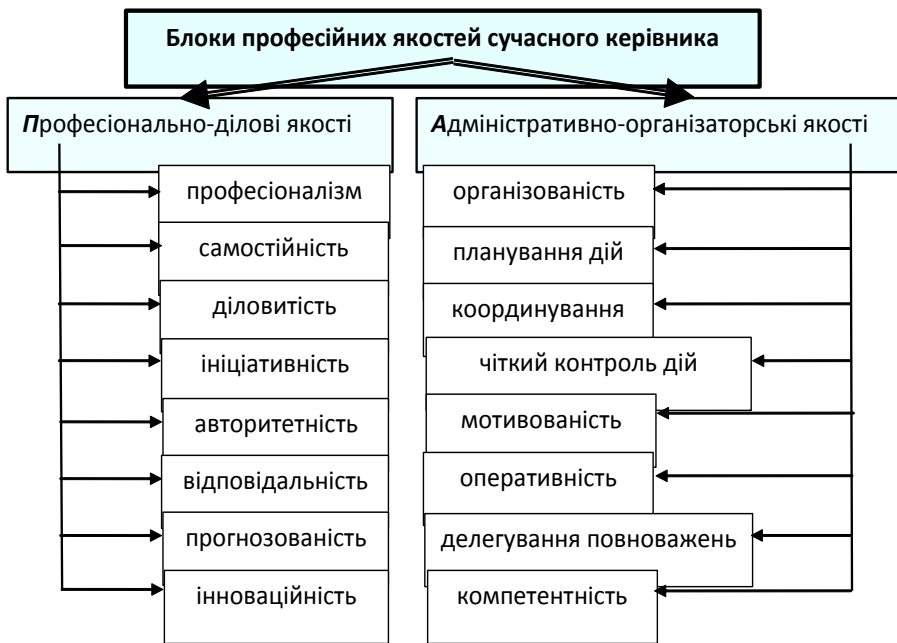 Блоки професійних якостей сучасного керівника
Професіонально-ділові якості
професіоналізм
самостійність
діловитість
ініціативність
авторитетність
відповідальність
прогнозованість
інноваційність
Адміністративно-організаторські якості
організованість
планування дій
координування
чіткий контроль дій
мотивованість
оперативність
делегування повноважень
компетентність